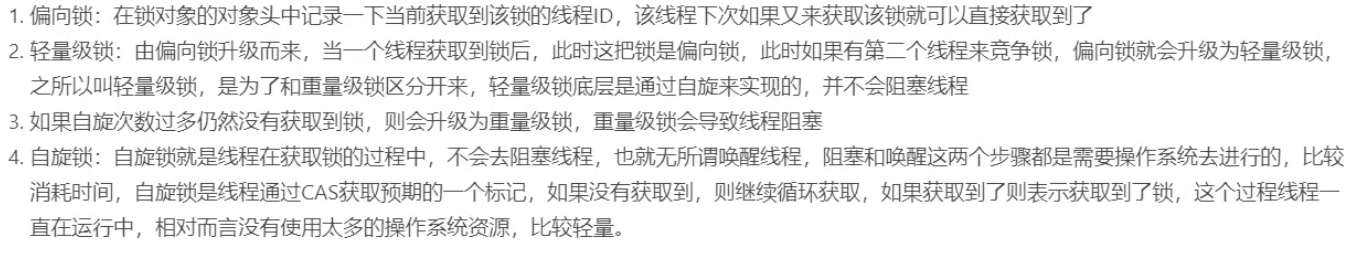 1. 偏向锁：在锁对象的对象头中记录一下当前获取到该锁的线程ID，该线程下次如果又来获取该锁就可以直接获取到了
2. 轻量级锁：由偏向锁升级而来，当一个线程获取到锁后，此时这把锁是偏向锁，此时如果有第二个线程来竞争锁，偏向锁就会升级为轻量级锁，
之所以叫轻量级锁，是为了和重量级锁区分开来，轻量级锁底层是通过自旋来实现的，并不会阻塞线程
3. 如果自旋次数过多仍然没有获取到锁，则会升级为重量级锁，重量级锁会导致线程阻塞
4. 自旋锁：自旋锁就是线程在获取锁的过程中，不会去阻塞线程，也就无所谓唤醒线程，阻塞和唤醒这两个步骤都是需要操作系统去进行的，比较
消耗时间，自旋锁是线程通过CAS获取预期的一个标记，如果没有获取到，则继续循环获取，如果获取到了则表示获取到了锁，这个过程线程一
直在运行中，相对而言没有使用太多的操作系统资源，比较轻量。